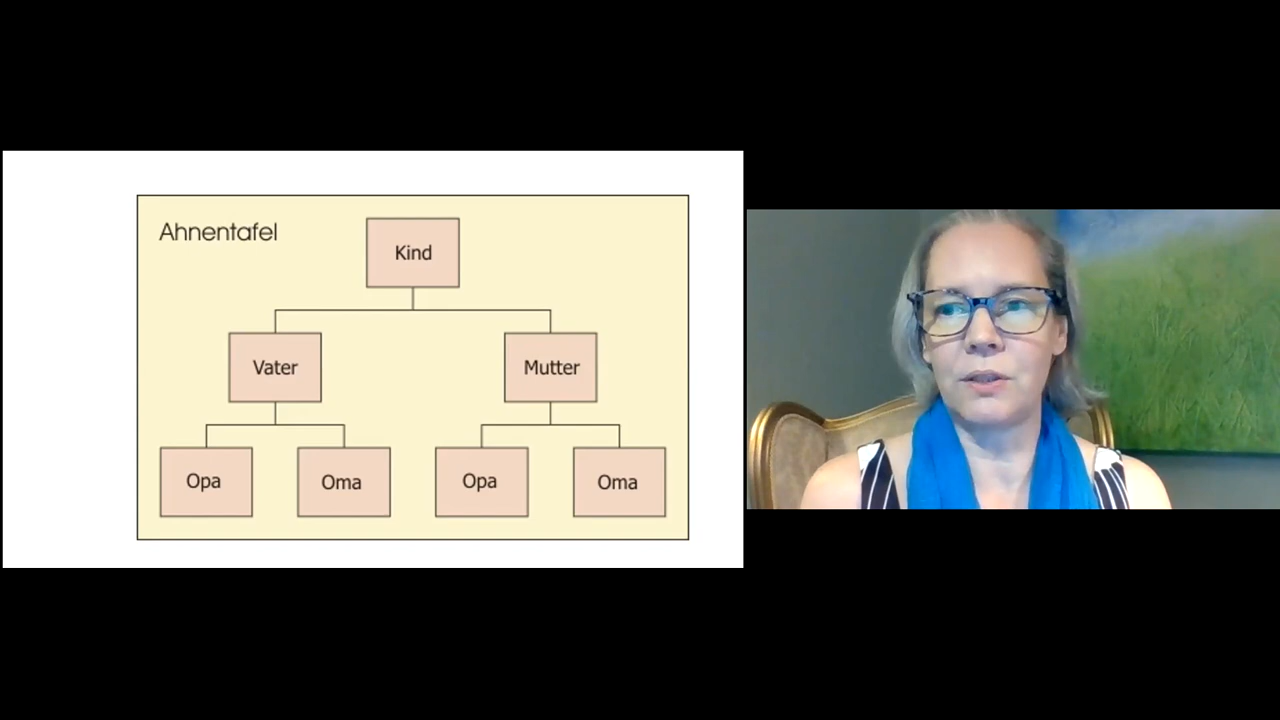 Ahnentafel
Kind
Vater
Mutter
Opa
Oma
Opa
Oma